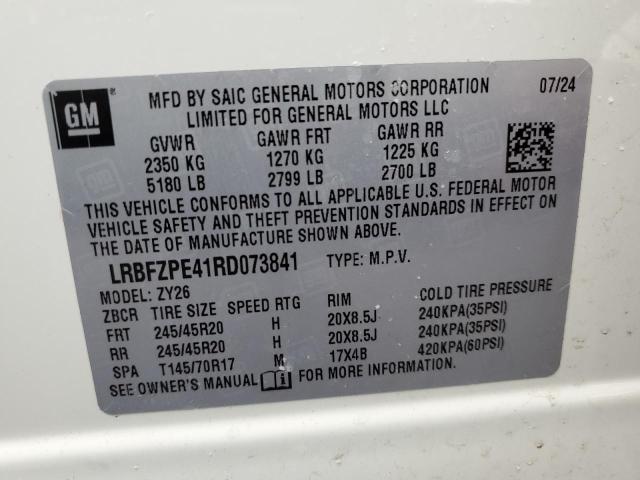 GM
MFD BY SAIC GENERAL MOTORS CORPORATION 07/24
LIMITED FOR GENERAL MOTORS LLC
GVWR GAWR FRT GAWR RR
2350 KG 1270 KG 1225 KG
5180 LB 2799 LB 2700 LB
THIS VEHICLE CONFORMS TO ALL APPLICABLE U.S. FEDERAL MOTOR
VEHICLE SAFETY AND THEFT PREVENTION STANDARDS IN EFFECT ON
THE DATE OF MANUFACTURE SHOWN ABOVE.
LRBFZPE41RD073841 TYPE: M.P.V.
MODEL: ZY26
ZBCR TIRE SIZE SPEED RTG RIM COLD TIRE PRESSURE
FRT 245/45R20 H 20X8.5J 240KPA(35PSI)
RR 245/45R20 H 20X8.5J 240KPA(35PSI)
SPA T145/70R17 M 17X4B 420KPA(60PSI)
SEE OWNER'S MANUAL FOR MORE INFORMATION.